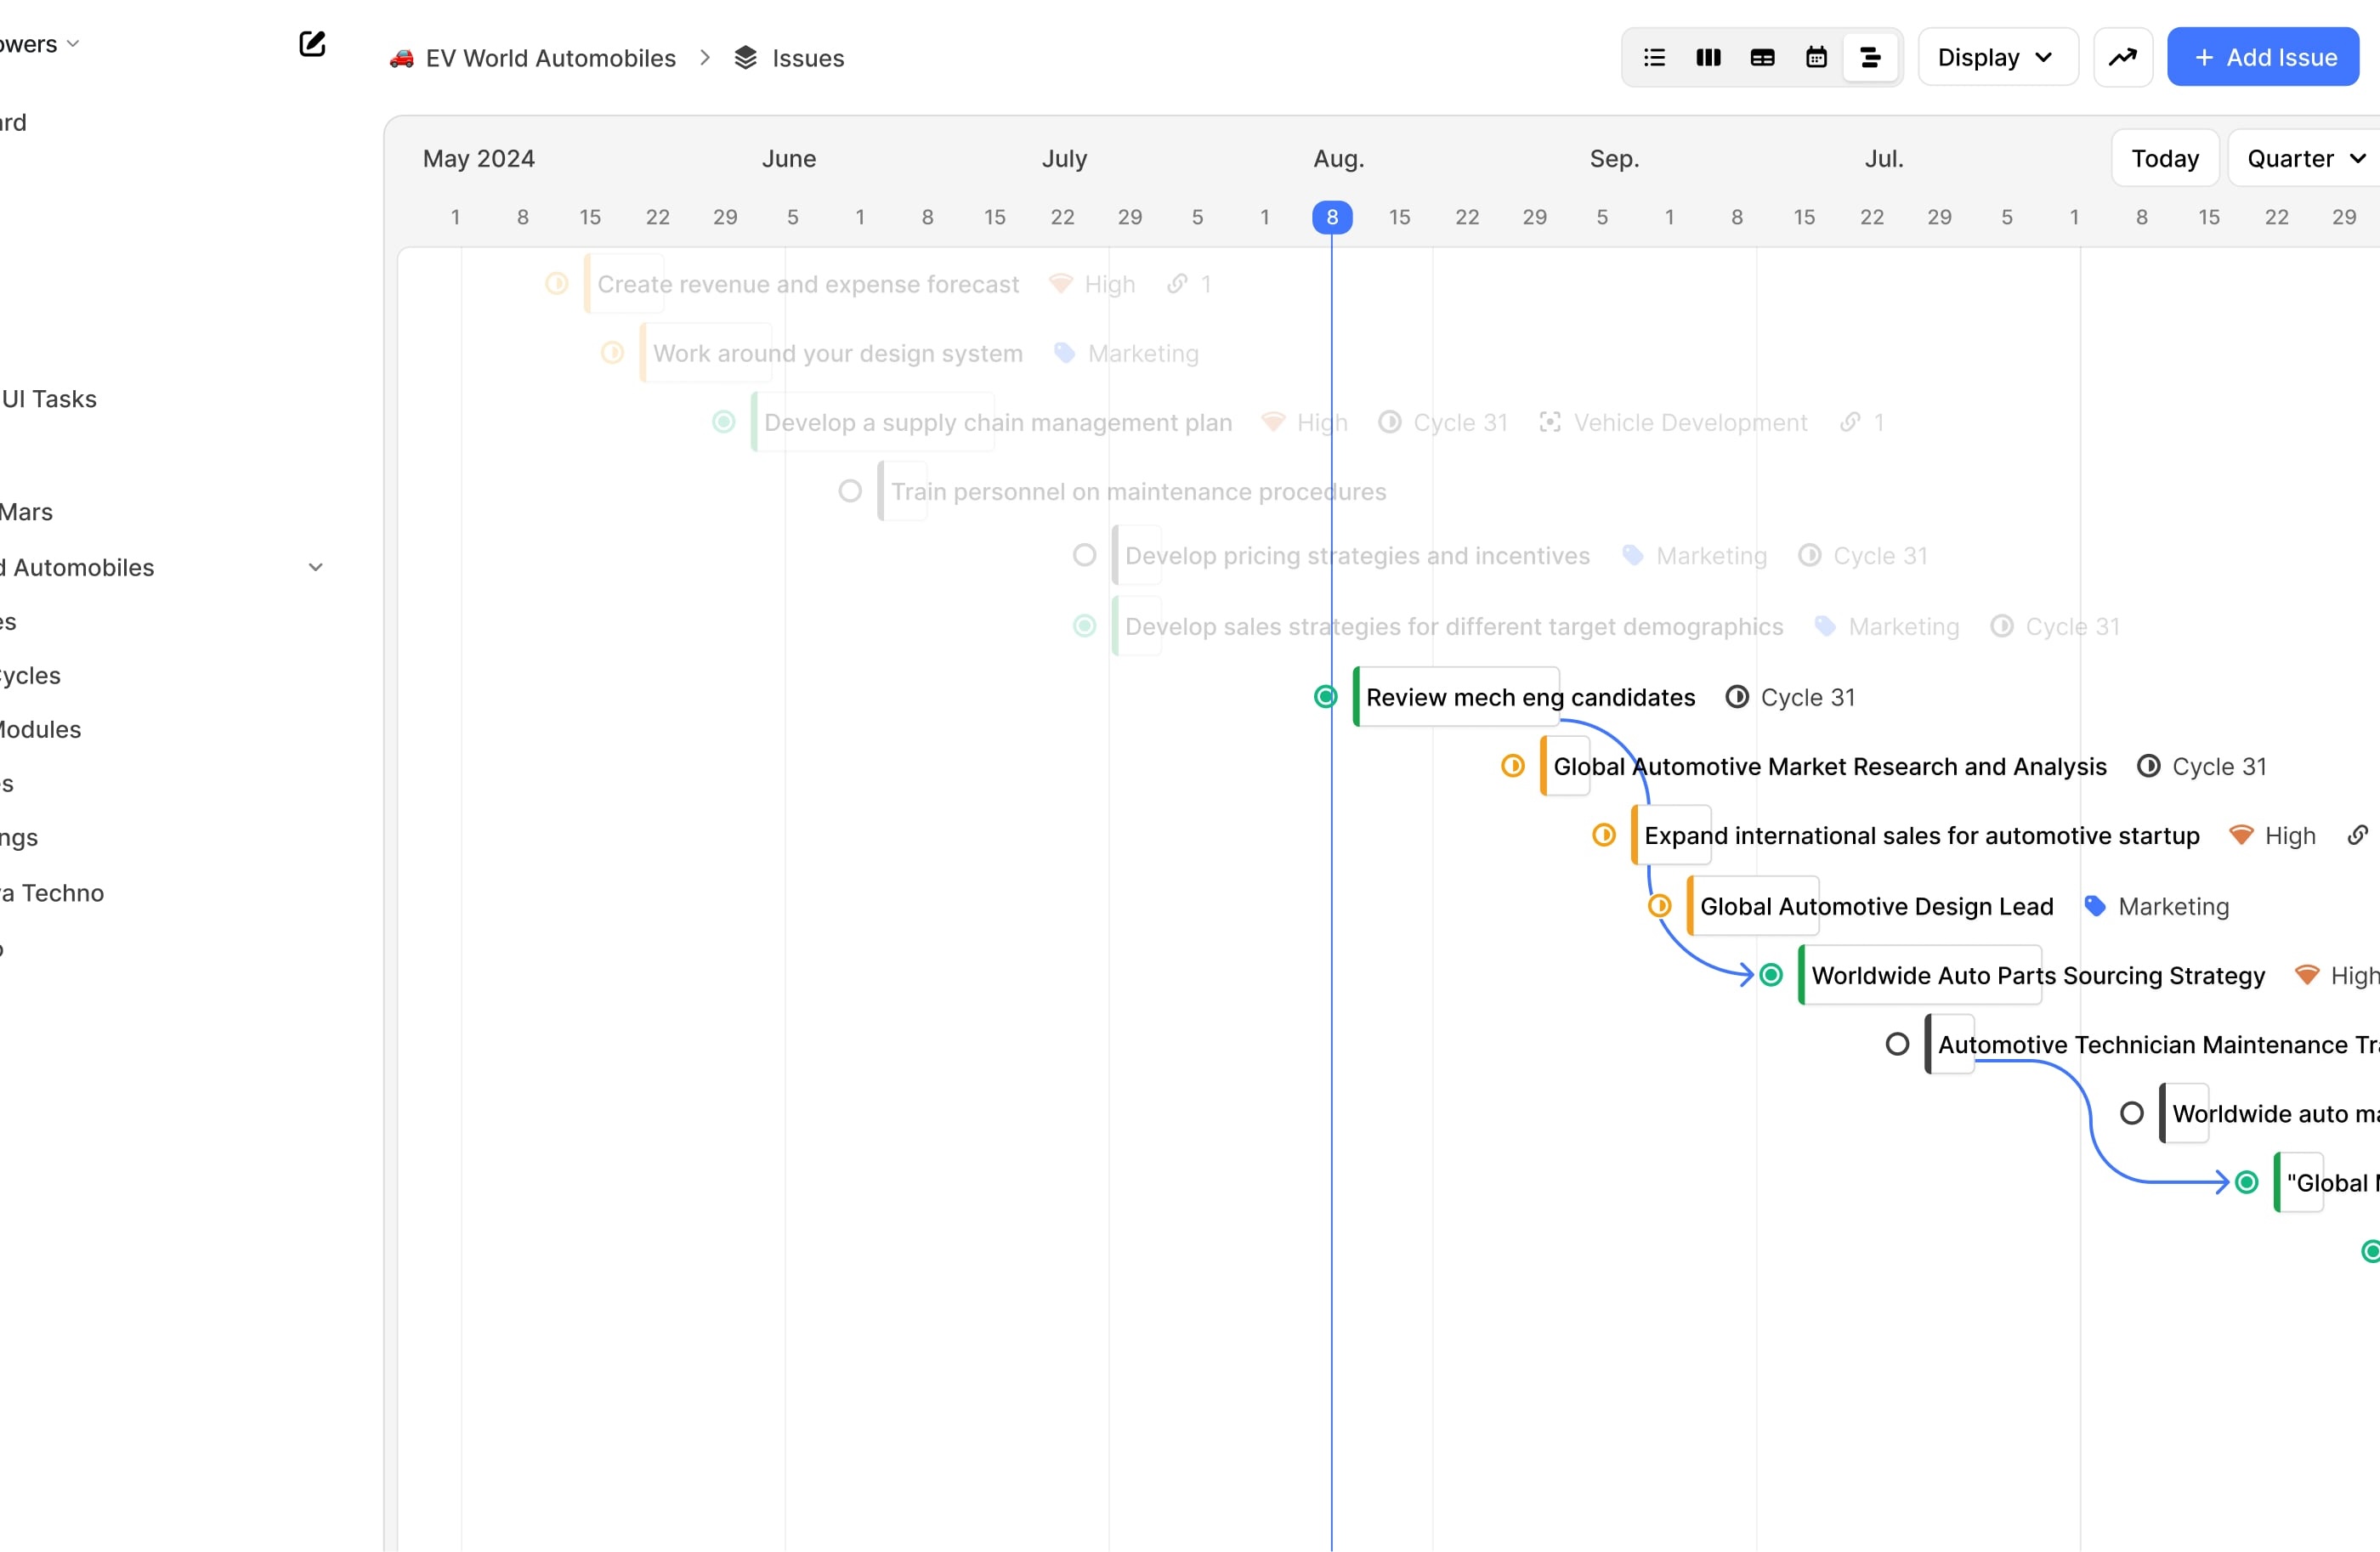 owers
EV World Automobiles > Issues
Display
+ Add Issue
ard
UI Tasks
Mars
d Automobiles
es
Cycles
Modules
es
ngs
va Techno
o
May 2024 June July Aug. Sep. Jul.
Today
Quarter
1 8 15 22 29 5 1 8 15 22 29 5 1 8 15 22 29 5 1 8 15 22 29 5 1 8 15 22 29
Create revenue and expense forecast High 1
Work around your design system Marketing
Develop a supply chain management plan High Cycle 31 Vehicle Development 1
Train personnel on maintenance procedures
Develop pricing strategies and incentives Marketing Cycle 31
Develop sales strategies for different target demographics Marketing Cycle 31
Review mech eng candidates Cycle 31
Global Automotive Market Research and Analysis Cycle 31
Expand international sales for automotive startup High
Global Automotive Design Lead Marketing
Worldwide Auto Parts Sourcing Strategy High
Automotive Technician Maintenance Tra
Worldwide auto ma
"Global